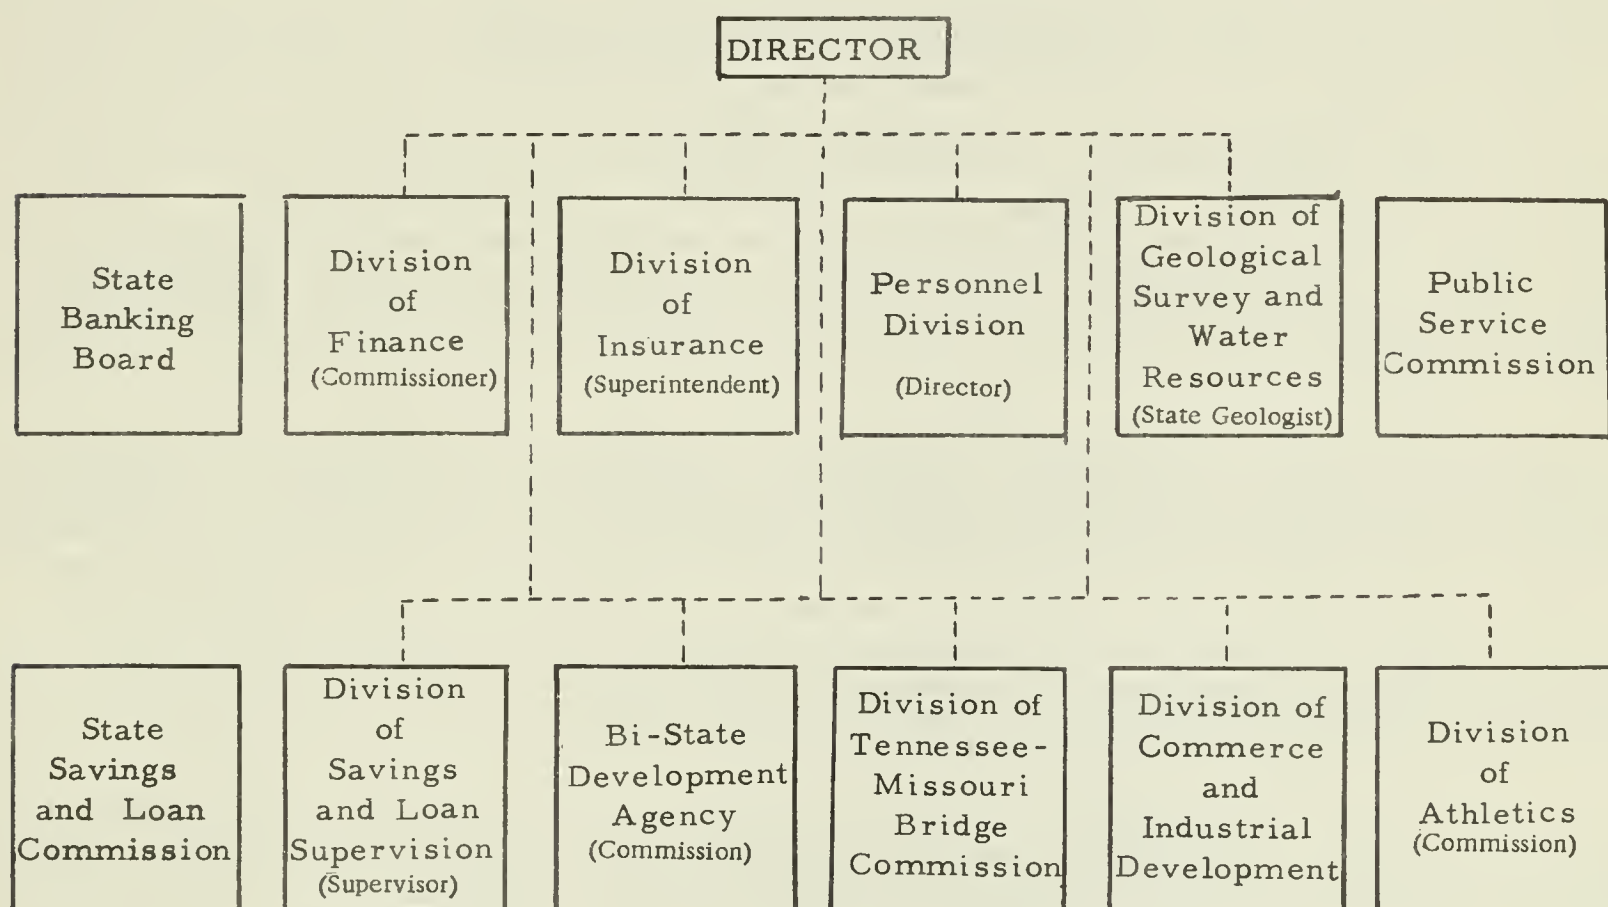 DIRECTOR
State
Banking
Board
Division
of
Finance
(Commissioner)
Division
of
Insurance
(Superintendent)
Personnel
Division
(Director)
Division of
Geological
Survey and
Water
Resources
(State Geologist)
Public
Service
Commission
State
Savings
and Loan
Commission
Division
of
Savings
and Loan
Supervision
(Supervisor)
Bi-State
Development
Agency
(Commission)
Division of
Tennessee-
Missouri
Bridge
Commission
Division of
Commerce
and
Industrial
Development
Division
of
Athletics
(Commission)